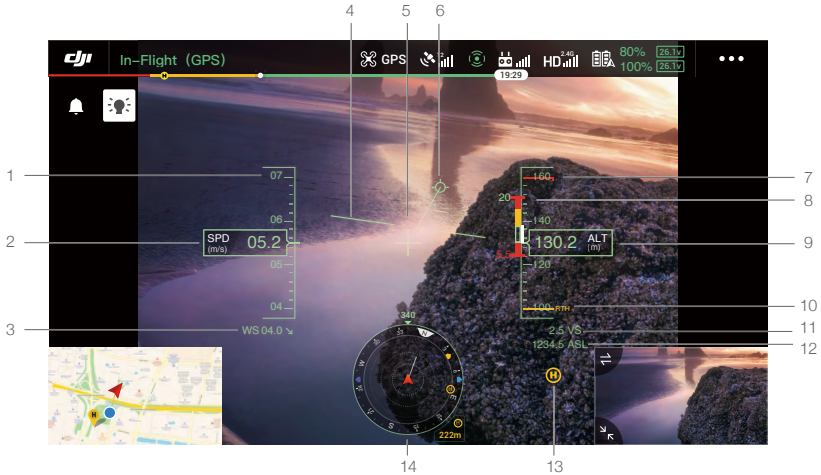 4 5 6
dji In-Flight (GPS) GPS 12 HD 2.4G 80% 26.1v
100% 26.1v
19:29
1 07 160 7
20 8
06 140
2 SPD (m/s) 05.2 130.2 ALT (m) 9
5.5
05 120
04 100 RTH 10
3 WS 04.0 2.5 VS 11
1234.5 ASL 12
340
N
W
E
S
H
H
222m
14 13